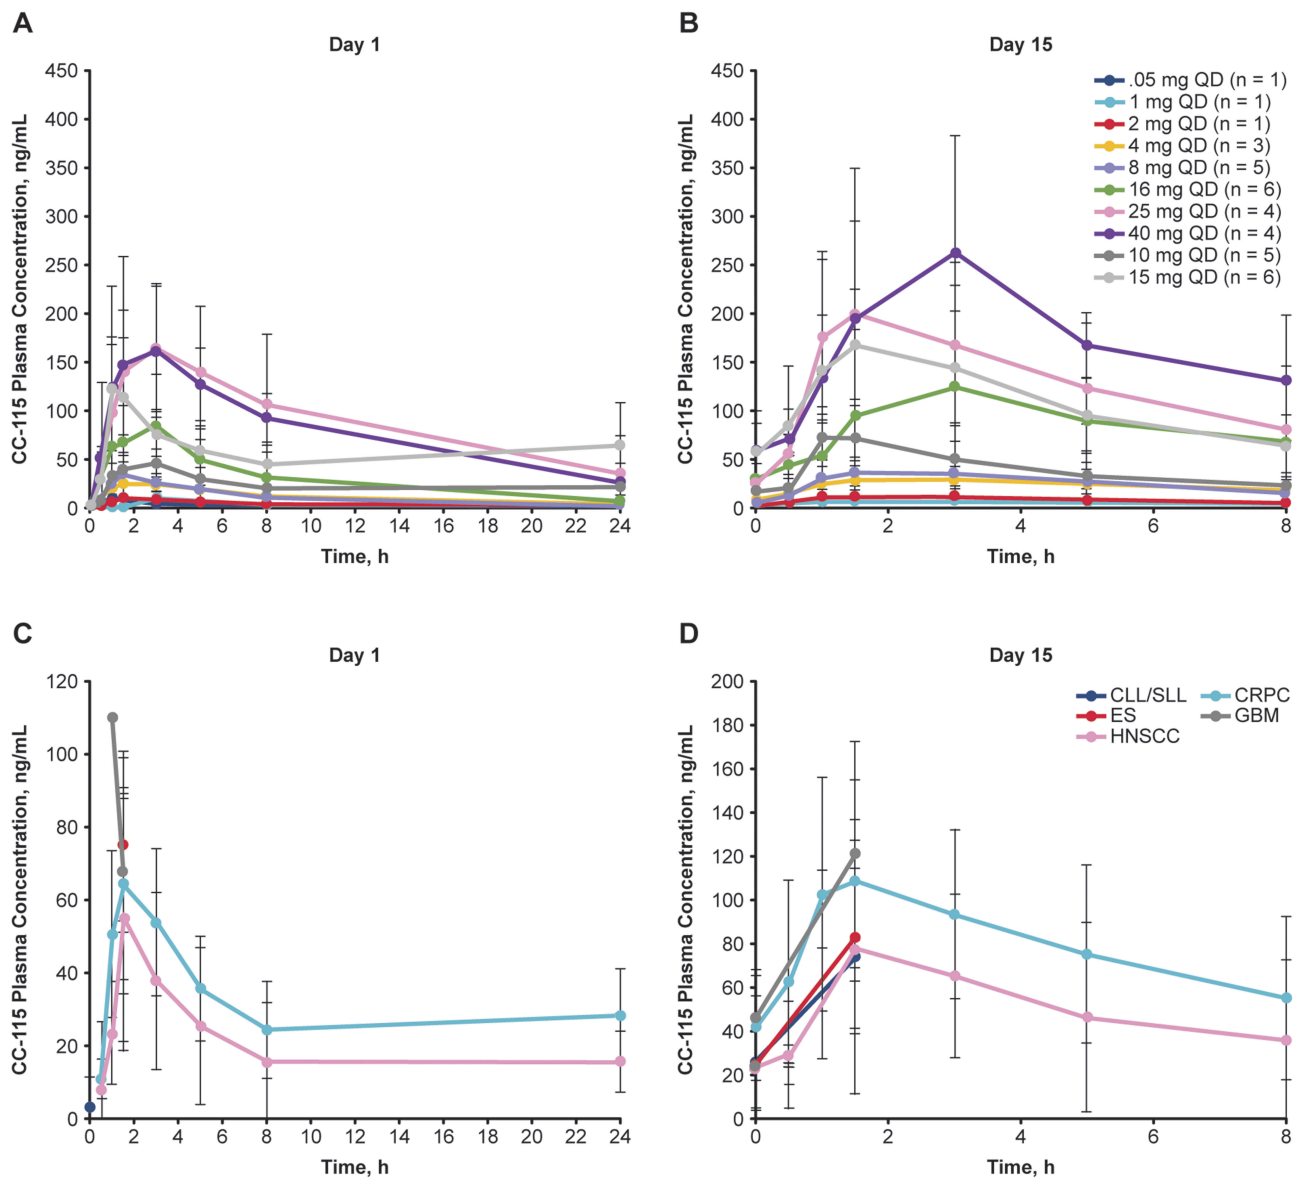 A
Day 1
CC-115 Plasma Concentration, ng/mL
450
400
350
300
250
200
150
100
50
0
0 2 4 6 8 10 12 14 16 18 20 22 24
Time, h
B
Day 15
CC-115 Plasma Concentration, ng/mL
450
400
350
300
250
200
150
100
50
0
0 2 4 6 8
Time, h
.05 mg QD (n = 1)
1 mg QD (n = 1)
2 mg QD (n = 1)
4 mg QD (n = 3)
8 mg QD (n = 5)
16 mg QD (n = 6)
25 mg QD (n = 4)
40 mg QD (n = 4)
10 mg QD (n = 5)
15 mg QD (n = 6)
C
Day 1
CC-115 Plasma Concentration, ng/mL
120
100
80
60
40
20
0
0 2 4 6 8 10 12 14 16 18 20 22 24
Time, h
D
Day 15
CC-115 Plasma Concentration, ng/mL
200
180
160
140
120
100
80
60
40
20
0
0 2 4 6 8
Time, h
CLL/SLL CRPC
ES GBM
HNSCC